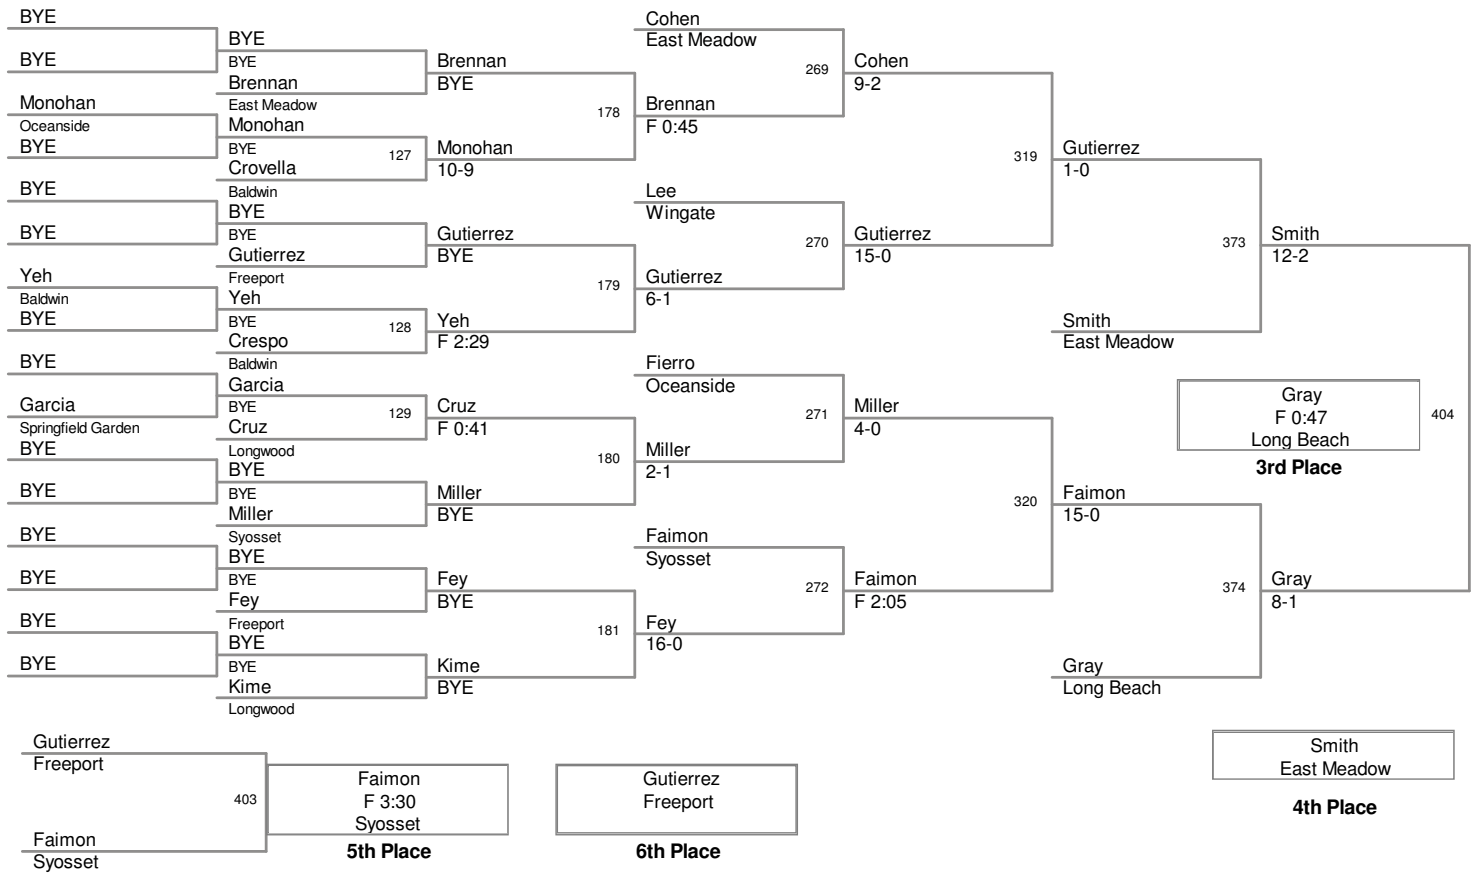 BYE
BYE
Monohan
Oceanside
BYE
BYE
BYE
Yeh
Baldwin
BYE
BYE
Garcia
Springfield Garden
BYE
BYE
BYE
BYE
BYE
BYE
BYE
BYE
Brennan
East Meadow
Monohan
BYE
127
Crovella
Baldwin
BYE
BYE
Gutierrez
Freeport
Yeh
BYE
128
Crespo
Baldwin
Garcia
BYE
129
Cruz
Longwood
BYE
BYE
Miller
Syosset
BYE
BYE
Fey
Freeport
BYE
BYE
Kime
Longwood
Brennan
BYE
178
Monohan
10-9
Gutierrez
BYE
179
Yeh
F 2:29
Cruz
F 0:41
180
Miller
BYE
Fey
BYE
181
Kime
BYE
Cohen
East Meadow
269
Brennan
F 0:45
Lee
Wingate
270
Gutierrez
6-1
Fierro
Oceanside
271
Miller
2-1
Faimon
Syosset
272
Fey
16-0
Cohen
9-2
319
Gutierrez
15-0
Miller
4-0
320
Faimon
F 2:05
Gutierrez
1-0
373
Smith
East Meadow
Faimon
15-0
374
Gray
Long Beach
Smith
12-2
Gray
F 0:47
Long Beach
404
3rd Place
Gray
8-1
Smith
East Meadow
4th Place
Gutierrez
Freeport
403
Faimon
Syosset
Faimon
F 3:30
Syosset
5th Place
Gutierrez
Freeport
6th Place